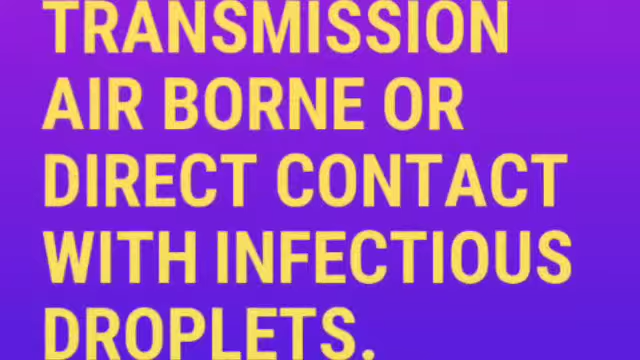 TRANSMISSION
AIR BORNE OR
DIRECT CONTACT
WITH INFECTIOUS
DROPLETS.